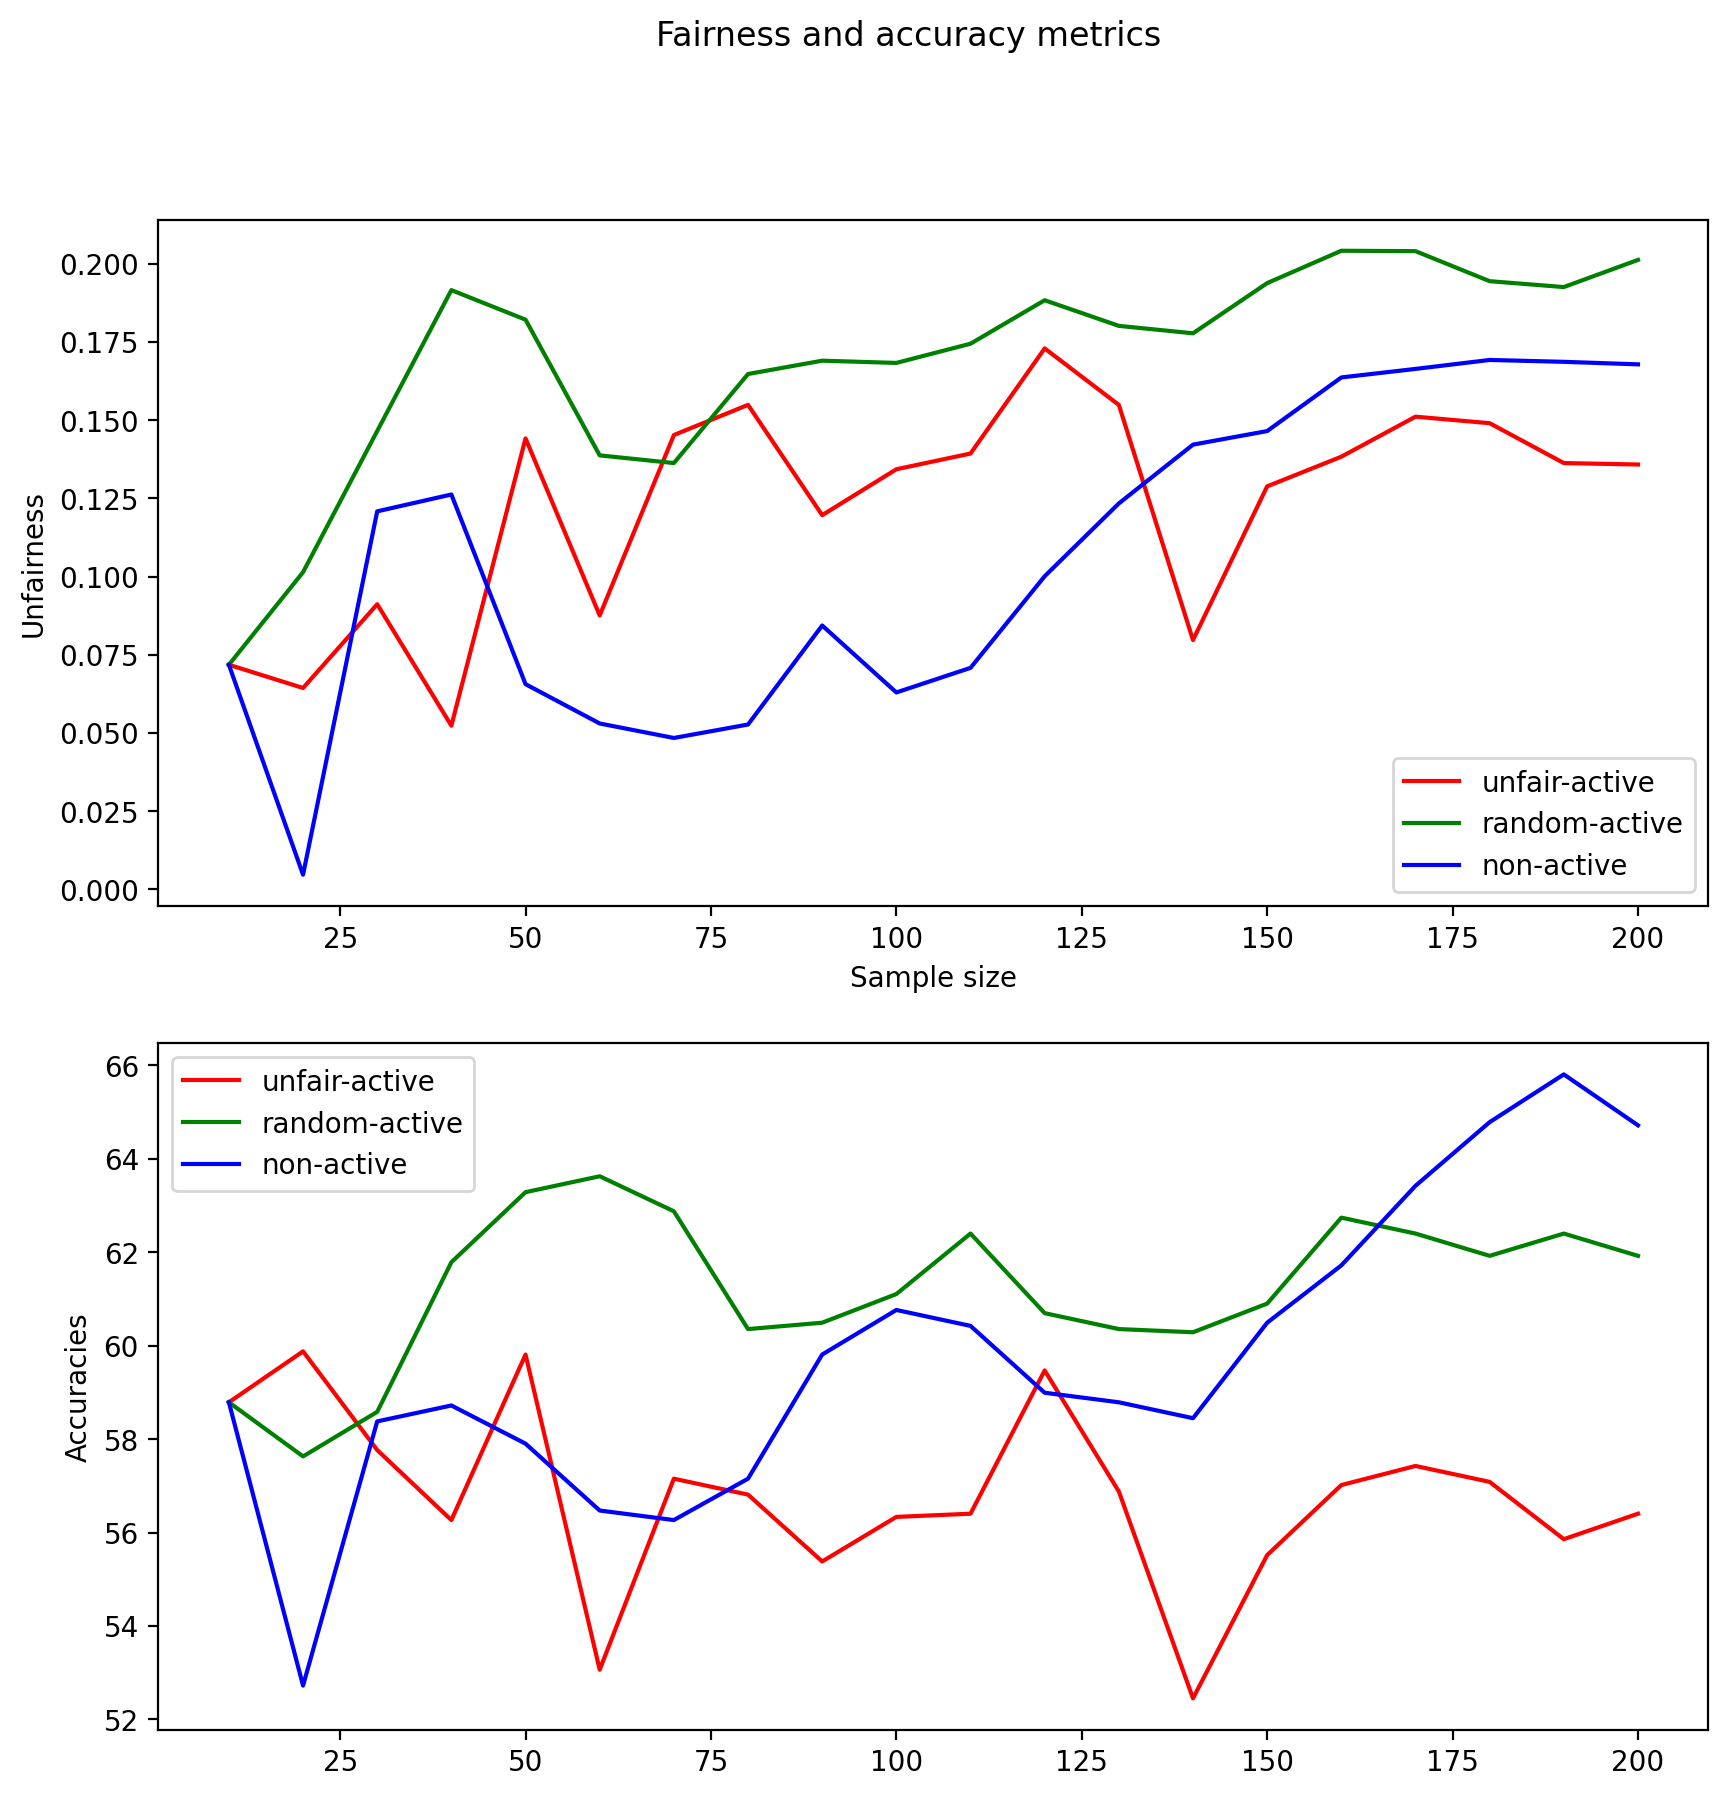 Fairness and accuracy metrics
Unfairness
0.200
0.175
0.150
0.125
0.100
0.075
0.050
0.025
0.000
unfair-active
random-active
non-active
25 50 75 100 125 150 175 200
Sample size
Accuracies
66
64
62
60
58
56
54
52
unfair-active
random-active
non-active
25 50 75 100 125 150 175 200